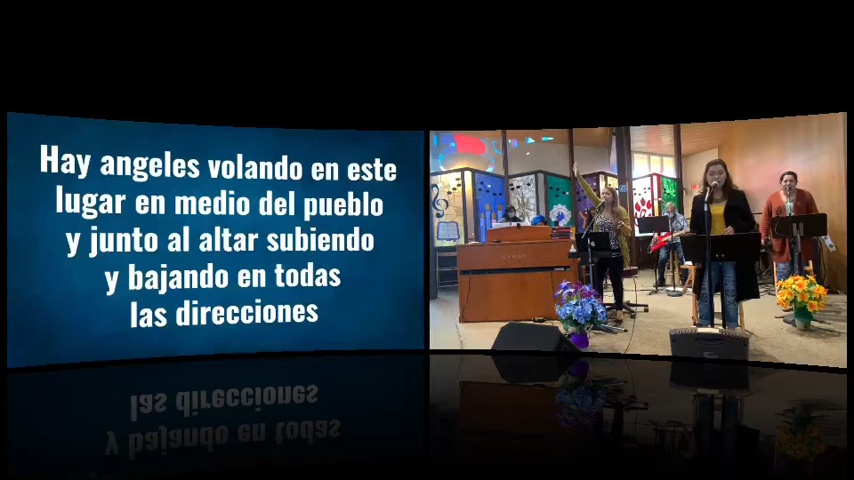 Hay angeles volando en este
lugar en medio del pueblo
y junto al altar subiendo
y bajando en todas
las direcciones